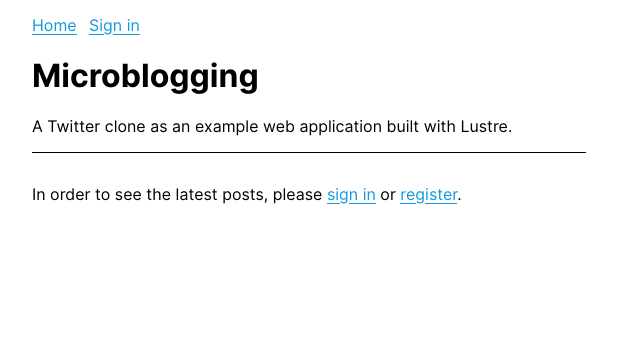 Home Sign in
Microblogging
A Twitter clone as an example web application built with Lustre.
In order to see the latest posts, please sign in or register.